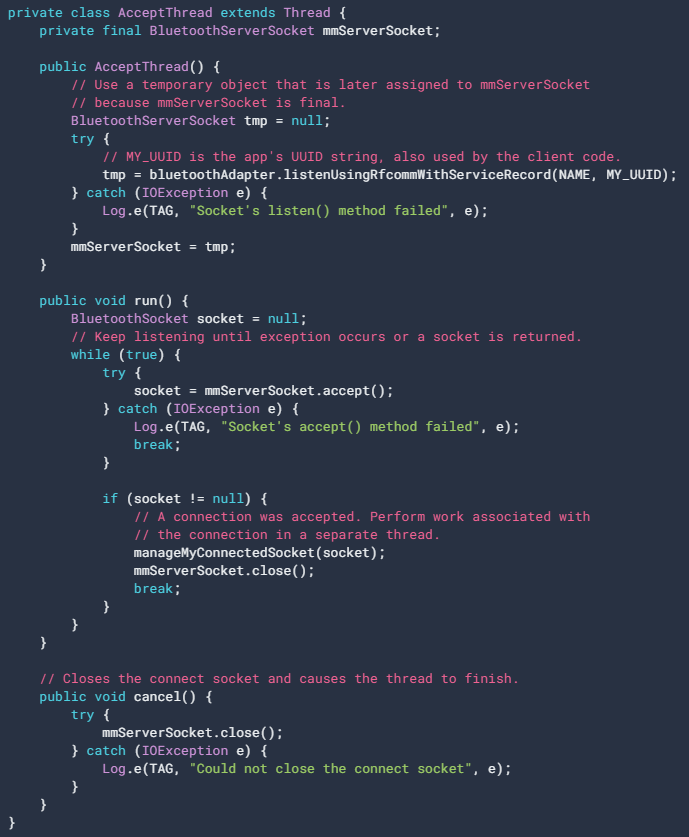 private class AcceptThread extends Thread {
    private final BluetoothServerSocket mmServerSocket;

    public AcceptThread() {
        // Use a temporary object that is later assigned to mmServerSocket
        // because mmServerSocket is final.
        BluetoothServerSocket tmp = null;
        try {
            // MY_UUID is the app's UUID string, also used by the client code.
            tmp = bluetoothAdapter.listenUsingRfcommWithServiceRecord(NAME, MY_UUID);
        } catch (IOException e) {
            Log.e(TAG, "Socket's listen() method failed", e);
        }
        mmServerSocket = tmp;
    }

    public void run() {
        BluetoothSocket socket = null;
        // Keep listening until exception occurs or a socket is returned.
        while (true) {
            try {
                socket = mmServerSocket.accept();
            } catch (IOException e) {
                Log.e(TAG, "Socket's accept() method failed", e);
                break;
            }

            if (socket != null) {
                // A connection was accepted. Perform work associated with
                // the connection in a separate thread.
                manageMyConnectedSocket(socket);
                mmServerSocket.close();
                break;
            }
        }
    }

    // Closes the connect socket and causes the thread to finish.
    public void cancel() {
        try {
            mmServerSocket.close();
        } catch (IOException e) {
            Log.e(TAG, "Could not close the connect socket", e);
        }
    }
}